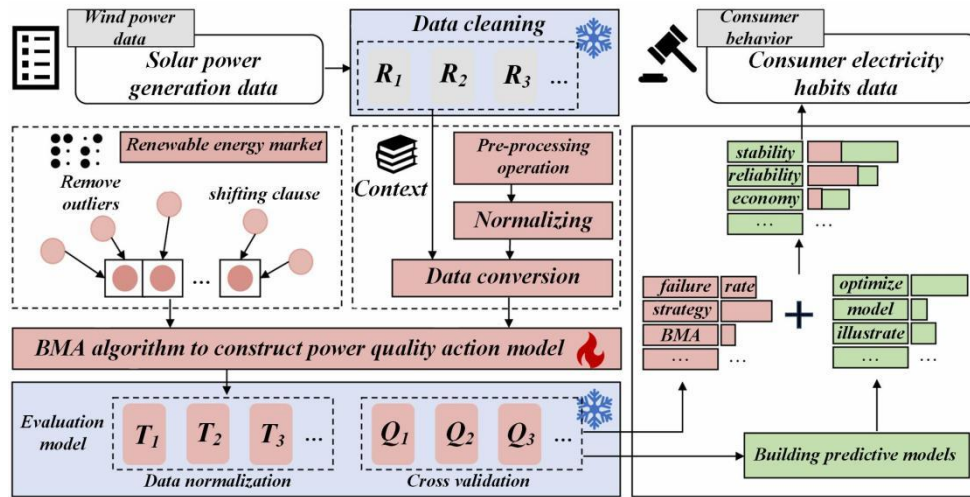 Wind power
data
Solar power
generation data
Data cleaning
R1 R2 R3 ...
Consumer
behavior
Consumer electricity
habits data
Renewable energy market
Remove
outliers
shifting clause
...
Context
Pre-processing
operation
Normalizing
Data conversion
stability
reliability
economy
... ...
failure rate
strategy
BMA
... ...
optimize
model
illustrate
... ...
BMA algorithm to construct power quality action model
Evaluation
model
T1 T2 T3 ...
Data normalization
Q1 Q2 Q3 ...
Cross validation
Building predictive models